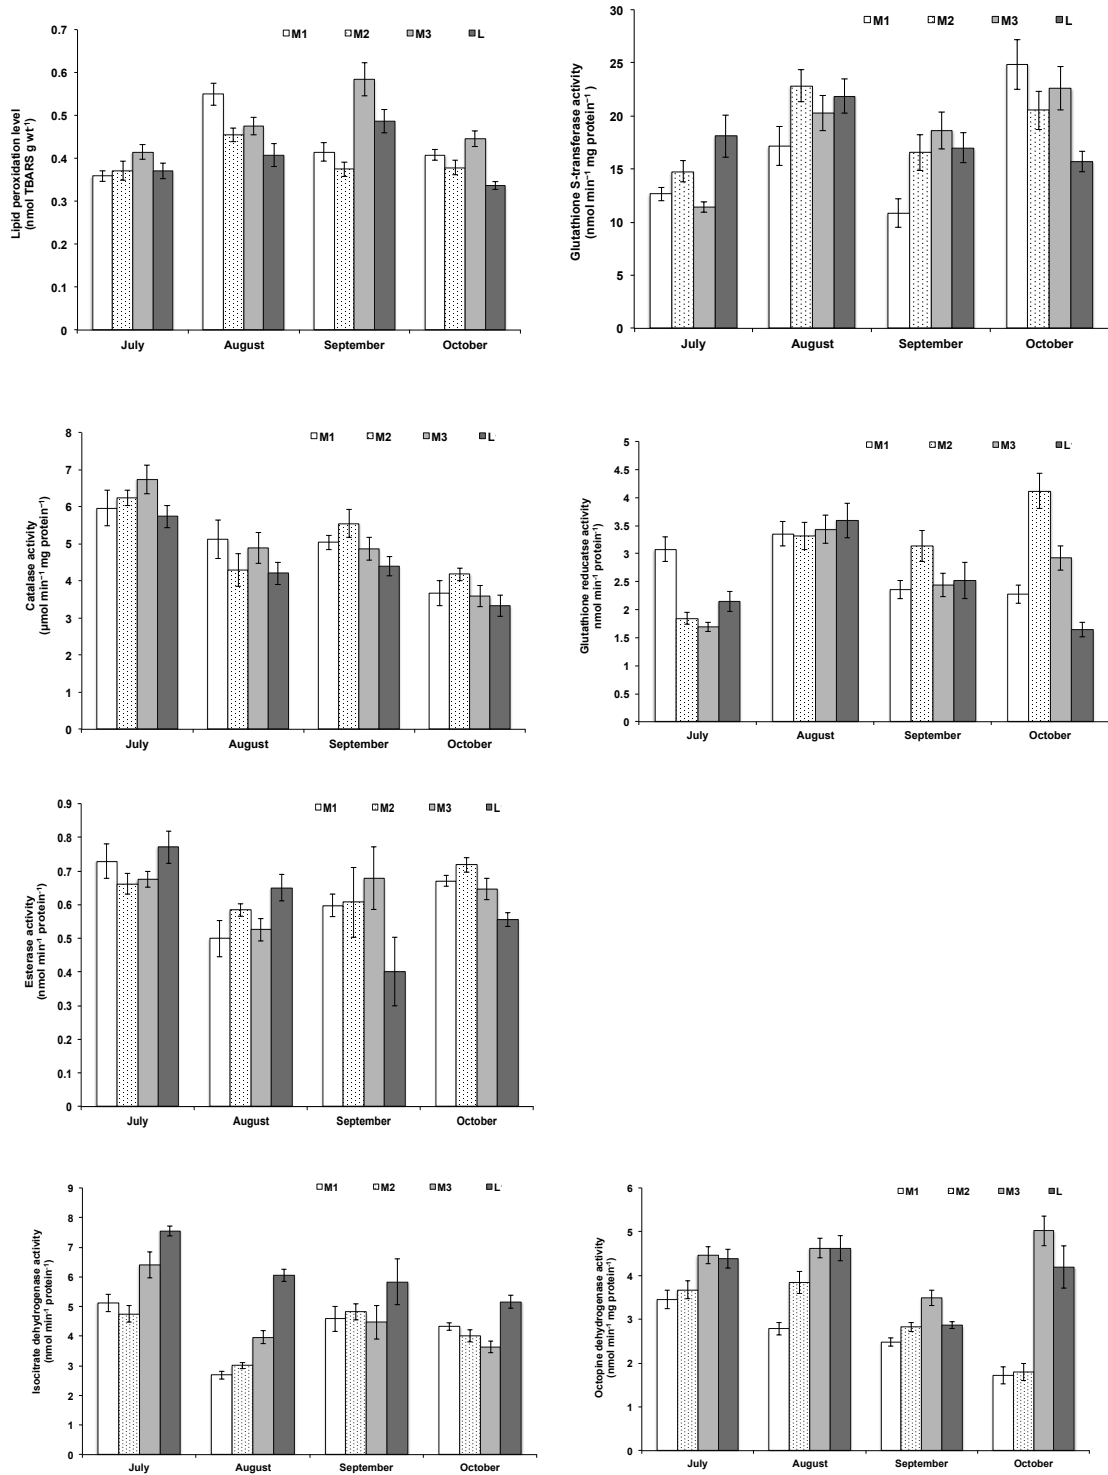 M1 M2 M3 L
Lipid peroxidation level
(nmol TBARS g wt⁻¹)
0.7
0.6
0.5
0.4
0.3
0.2
0.1
0
July August September October
M1 M2 M3 L
Glutathione S-transferase activity
(nmol min⁻¹ mg protein⁻¹ )
30
25
20
15
10
5
0
July August September October
M1 M2 M3 L
Catalase activity
(µmol min⁻¹ mg protein⁻¹)
8
7
6
5
4
3
2
1
0
July August September October
M1 M2 M3 L
Glutathione reducatse activity
nmol min⁻¹ protein⁻¹)
5
4.5
4
3.5
3
2.5
2
1.5
1
0.5
0
July August September October
M1 M2 M3 L
Esterase activity
(nmol min⁻¹ protein⁻¹)
0.9
0.8
0.7
0.6
0.5
0.4
0.3
0.2
0.1
0
July August September October
M1 M2 M3 L
Isocitrate dehydrogenase activity
(nmol min⁻¹ protein⁻¹)
9
8
7
6
5
4
3
2
1
0
July August September October
M1 M2 M3 L
Octopine dehydrogenase activity
(nmol min⁻¹ mg protein⁻¹)
6
5
4
3
2
1
0
July August September October